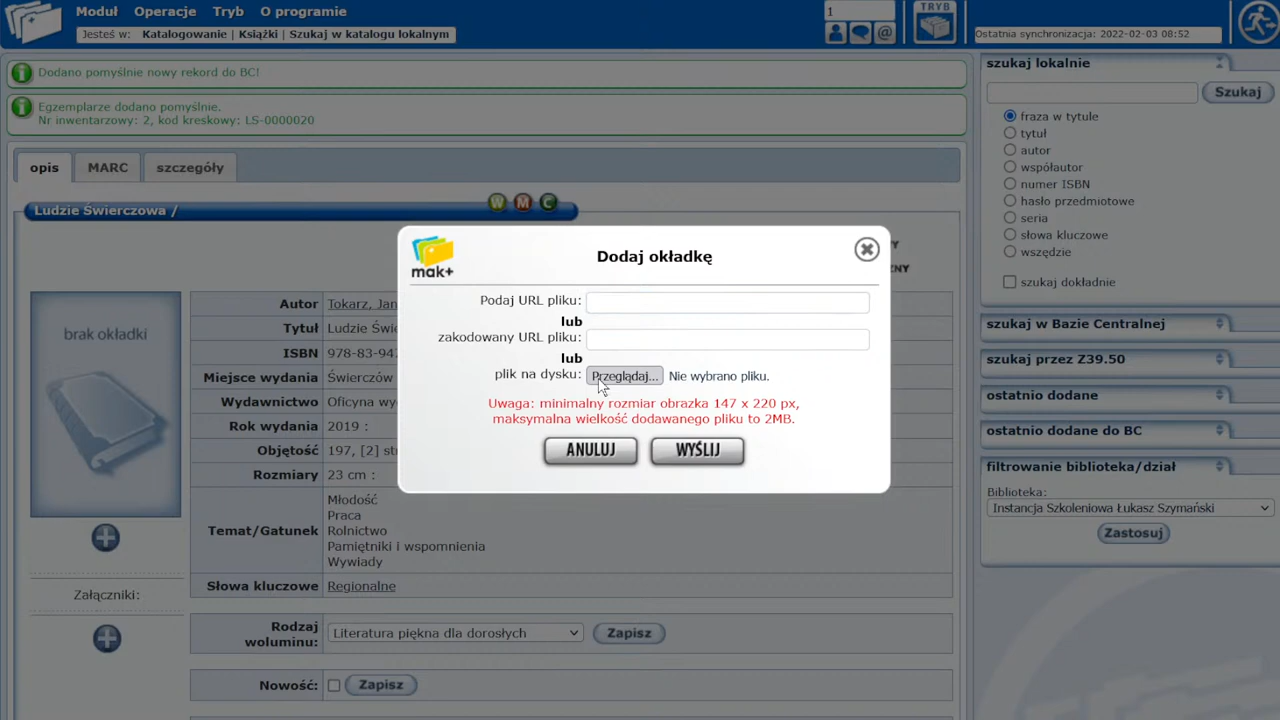 Moduł Operacje Tryb O programie
Jesteś w: Katalogowanie | Książki | Szukaj w katalogu lokalnym
1
TRYB
Ostatnia synchronizacja: 2022-02-03 08:52
Dodano pomyślnie nowy rekord do BC!
Egzemplarze dodano pomyślnie.
Nr inwentarzowy: 2, kod kreskowy: LS-0000020
opis MARC szczegóły
Ludzie Świerczowa /
W M C
brak okładki
Załączniki:
Autor Tokarz, Jan
Tytuł Ludzie Świe
ISBN 978-83-947
Miejsce wydania Świerczów
Wydawnictwo Oficyna wy
Rok wydania 2019 :
Objętość 197, [2] st
Rozmiary 23 cm :
Temat/Gatunek
Młodość
Praca
Rolnictwo
Pamiętniki i wspomnienia
Wywiady
Słowa kluczowe Regionalne
Rodzaj woluminu: Literatura piękna dla dorosłych Zapisz
Nowość: Zapisz
mak+
Dodaj okładkę
Podaj URL pliku:
lub
zakodowany URL pliku:
lub
plik na dysku: Przeglądaj... Nie wybrano pliku.
Uwaga: minimalny rozmiar obrazka 147 x 220 px,
maksymalna wielkość dodawanego pliku to 2MB.
ANULUJ WYŚLIJ
szukaj lokalnie
Szukaj
fraza w tytule
tytuł
autor
współautor
numer ISBN
hasło przedmiotowe
seria
słowa kluczowe
wszędzie
szukaj dokładnie
szukaj w Bazie Centralnej
szukaj przez Z39.50
ostatnio dodane
ostatnio dodane do BC
filtrowanie biblioteka/dział
Biblioteka:
Instancja Szkoleniowa Łukasz Szymański
Zastosuj